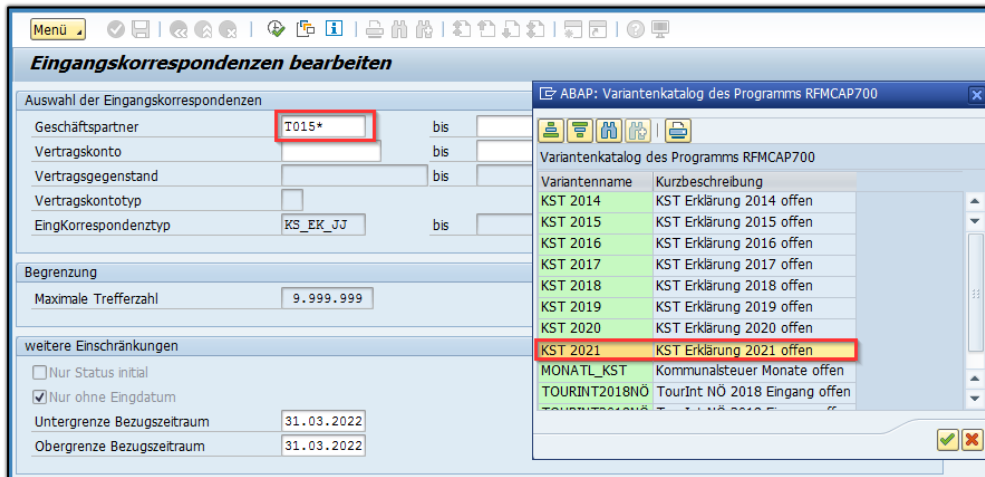 Menü
Eingangskorrespondenzen bearbeiten
Auswahl der Eingangskorrespondenzen
Geschäftspartner T015* bis
Vertragskonto bis
Vertragsgegenstand bis
Vertragskontotyp
EingKorrespondenztyp KS_EK_JJ bis
Begrenzung
Maximale Trefferzahl 9.999.999
weitere Einschränkungen
Nur Status initial
Nur ohne Eingdatum
Untergrenze Bezugszeitraum 31.03.2022
Obergrenze Bezugszeitraum 31.03.2022
ABAP: Variantenkatalog des Programms RFMCAP700
Variantenkatalog des Programms RFMCAP700
Variantenname Kurzbeschreibung
KST 2014 KST Erklärung 2014 offen
KST 2015 KST Erklärung 2015 offen
KST 2016 KST Erklärung 2016 offen
KST 2017 KST Erklärung 2017 offen
KST 2018 KST Erklärung 2018 offen
KST 2019 KST Erklärung 2019 offen
KST 2020 KST Erklärung 2020 offen
KST 2021 KST Erklärung 2021 offen
MONATL_KST Kommunalsteuer Monate offen
TOURINT2018NÖ TourInt NÖ 2018 Eingang offen